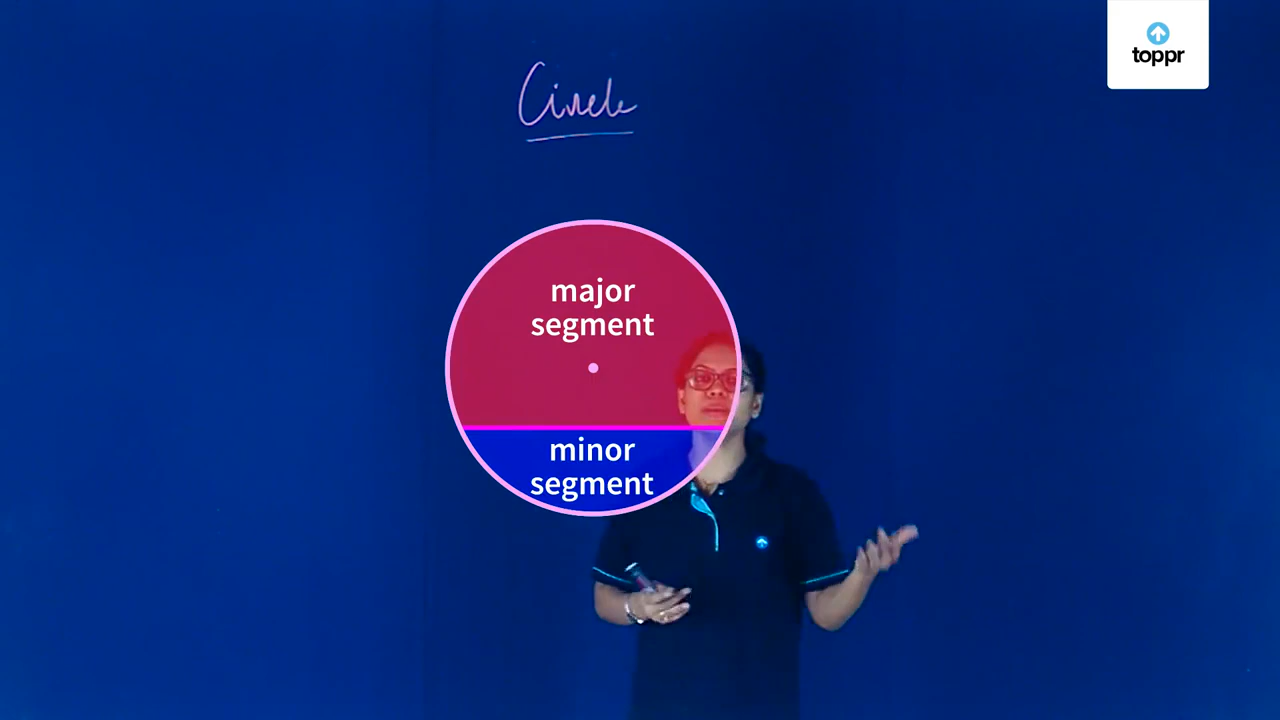 toppr
Circle
major
segment
minor
segment